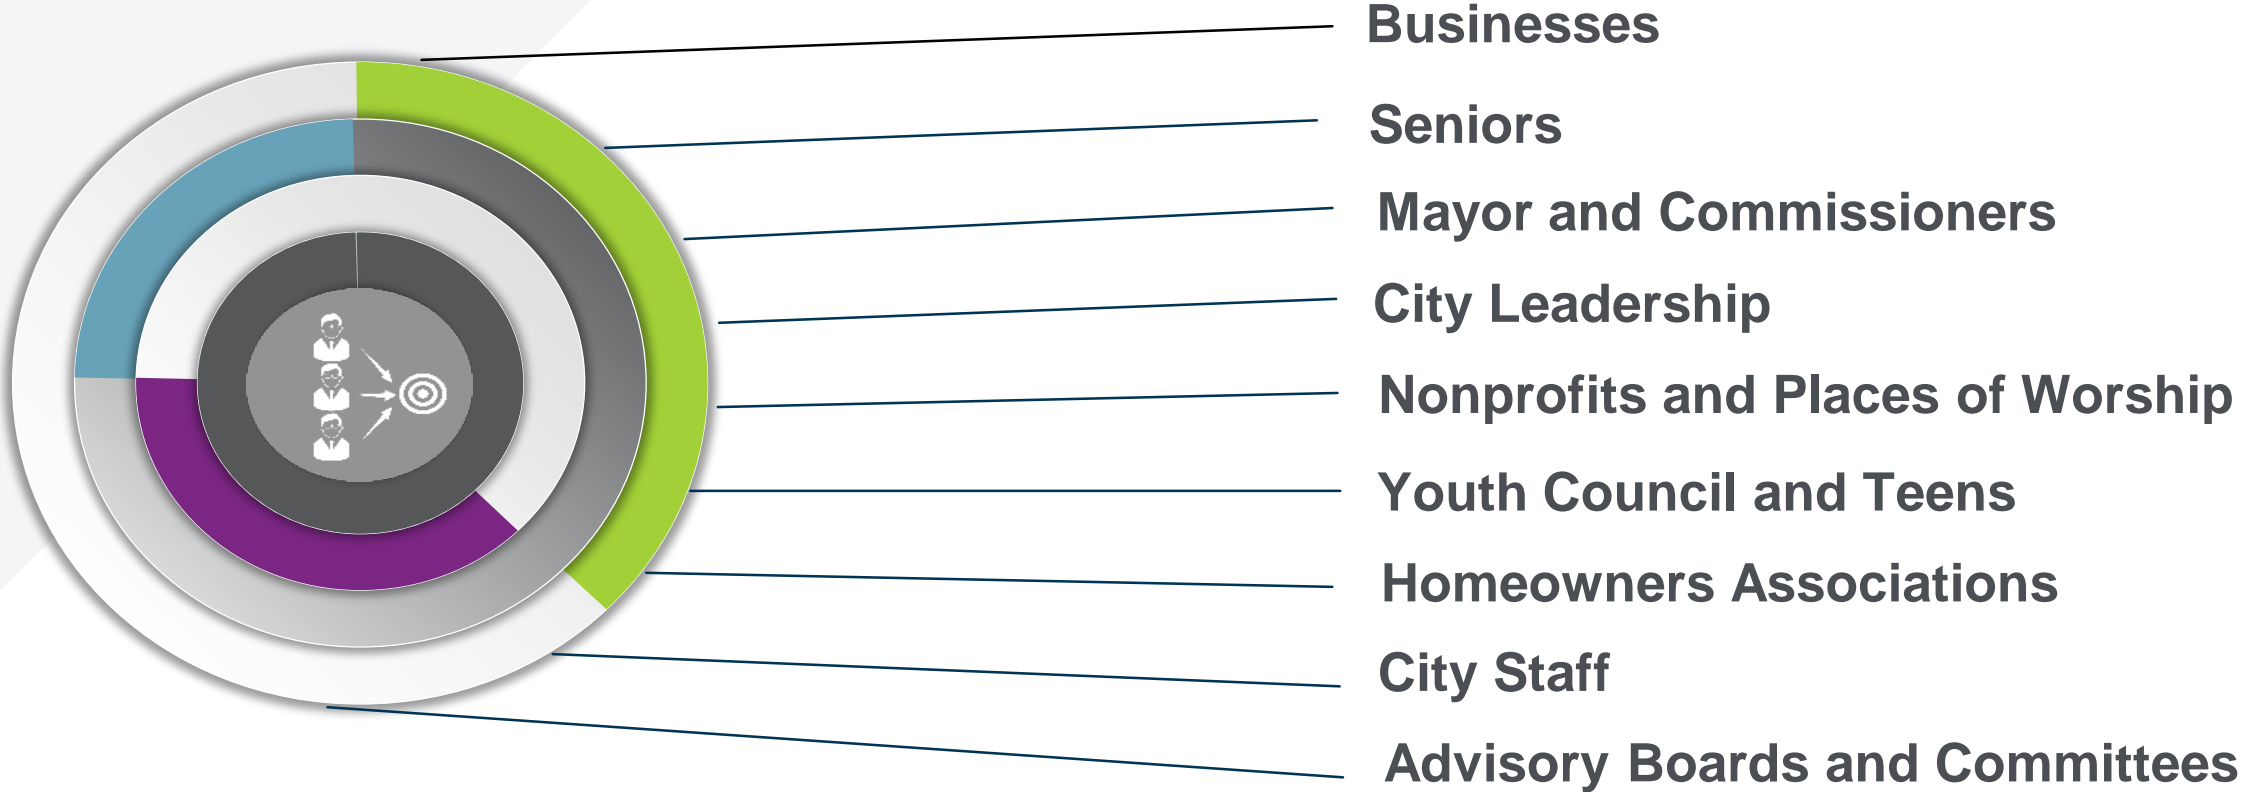 Businesses
Seniors
Mayor and Commissioners
City Leadership
Nonprofits and Places of Worship
Youth Council and Teens
Homeowners Associations
City Staff
Advisory Boards and Committees